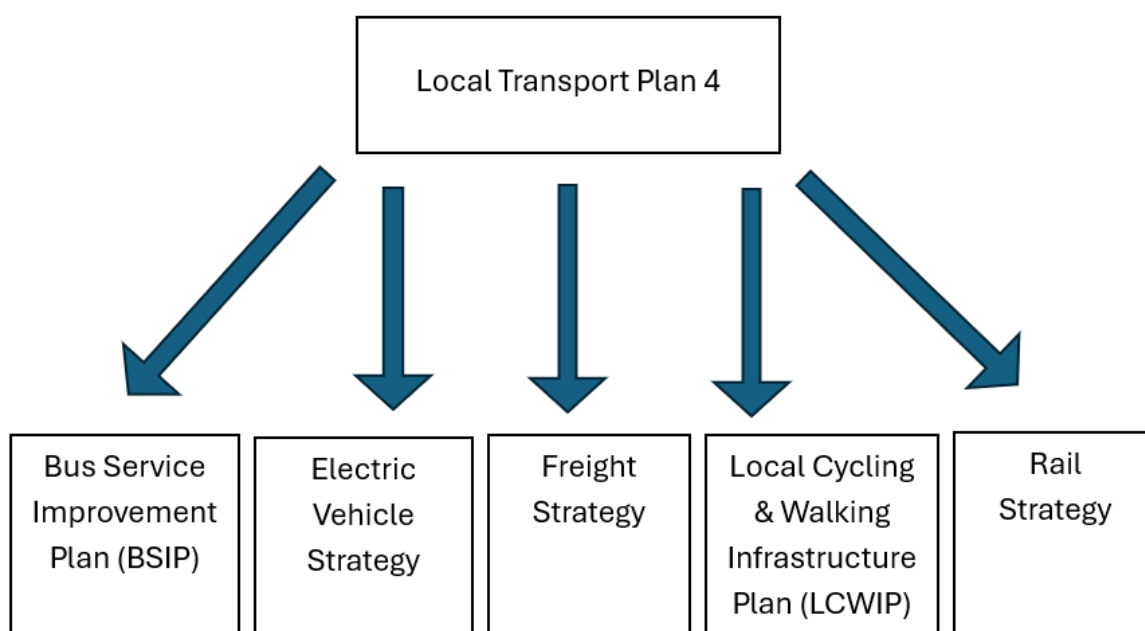 Local Transport Plan 4
Bus Service
Improvement
Plan (BSIP)
Electric
Vehicle
Strategy
Freight
Strategy
Local Cycling
& Walking
Infrastructure
Plan (LCWIP)
Rail
Strategy